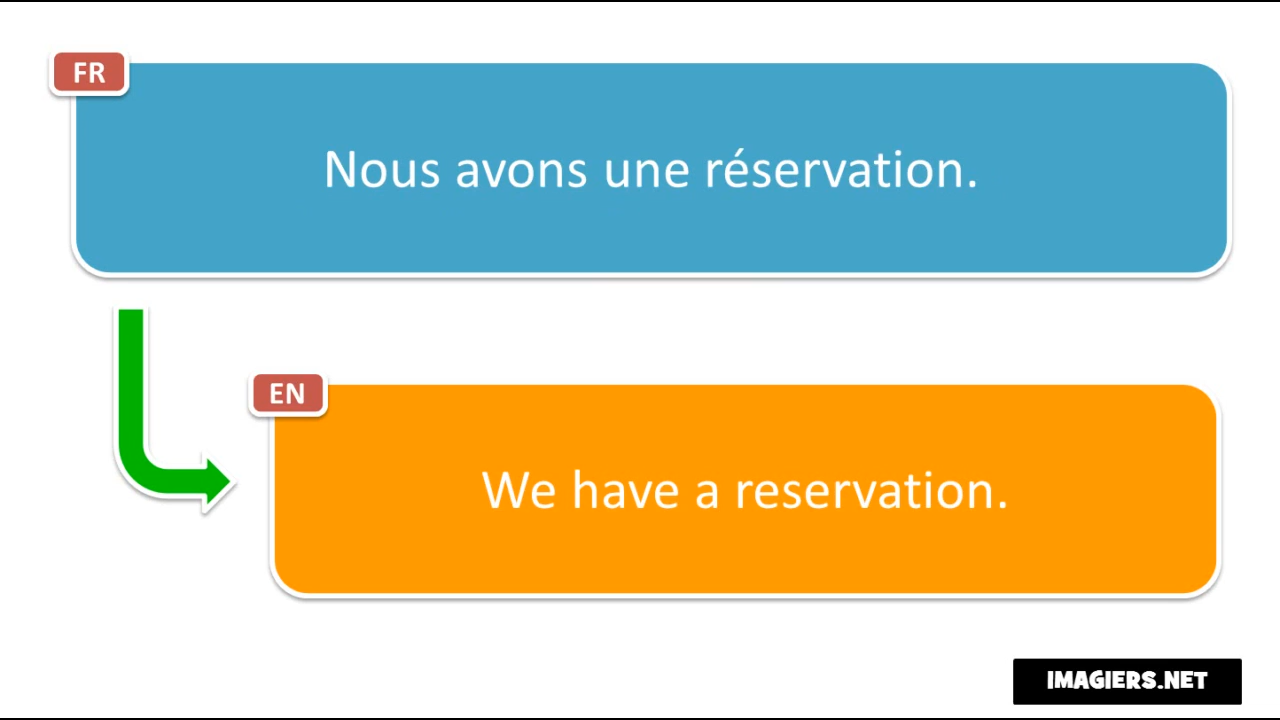 FR
Nous avons une réservation.
EN
We have a reservation.
IMAGIERS.NET